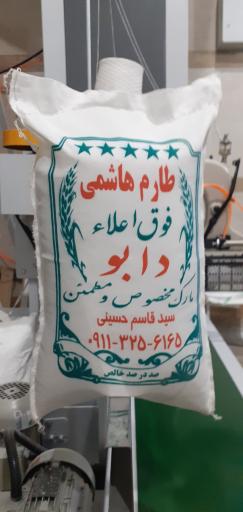 طارم هاشمی
فوق اعلاء
دابو
مارک مخصوص و مطمئن
سید قاسم حسینی
۰۹۱۱-۳۲۵-۶۱۶۵
صد در صد خالص